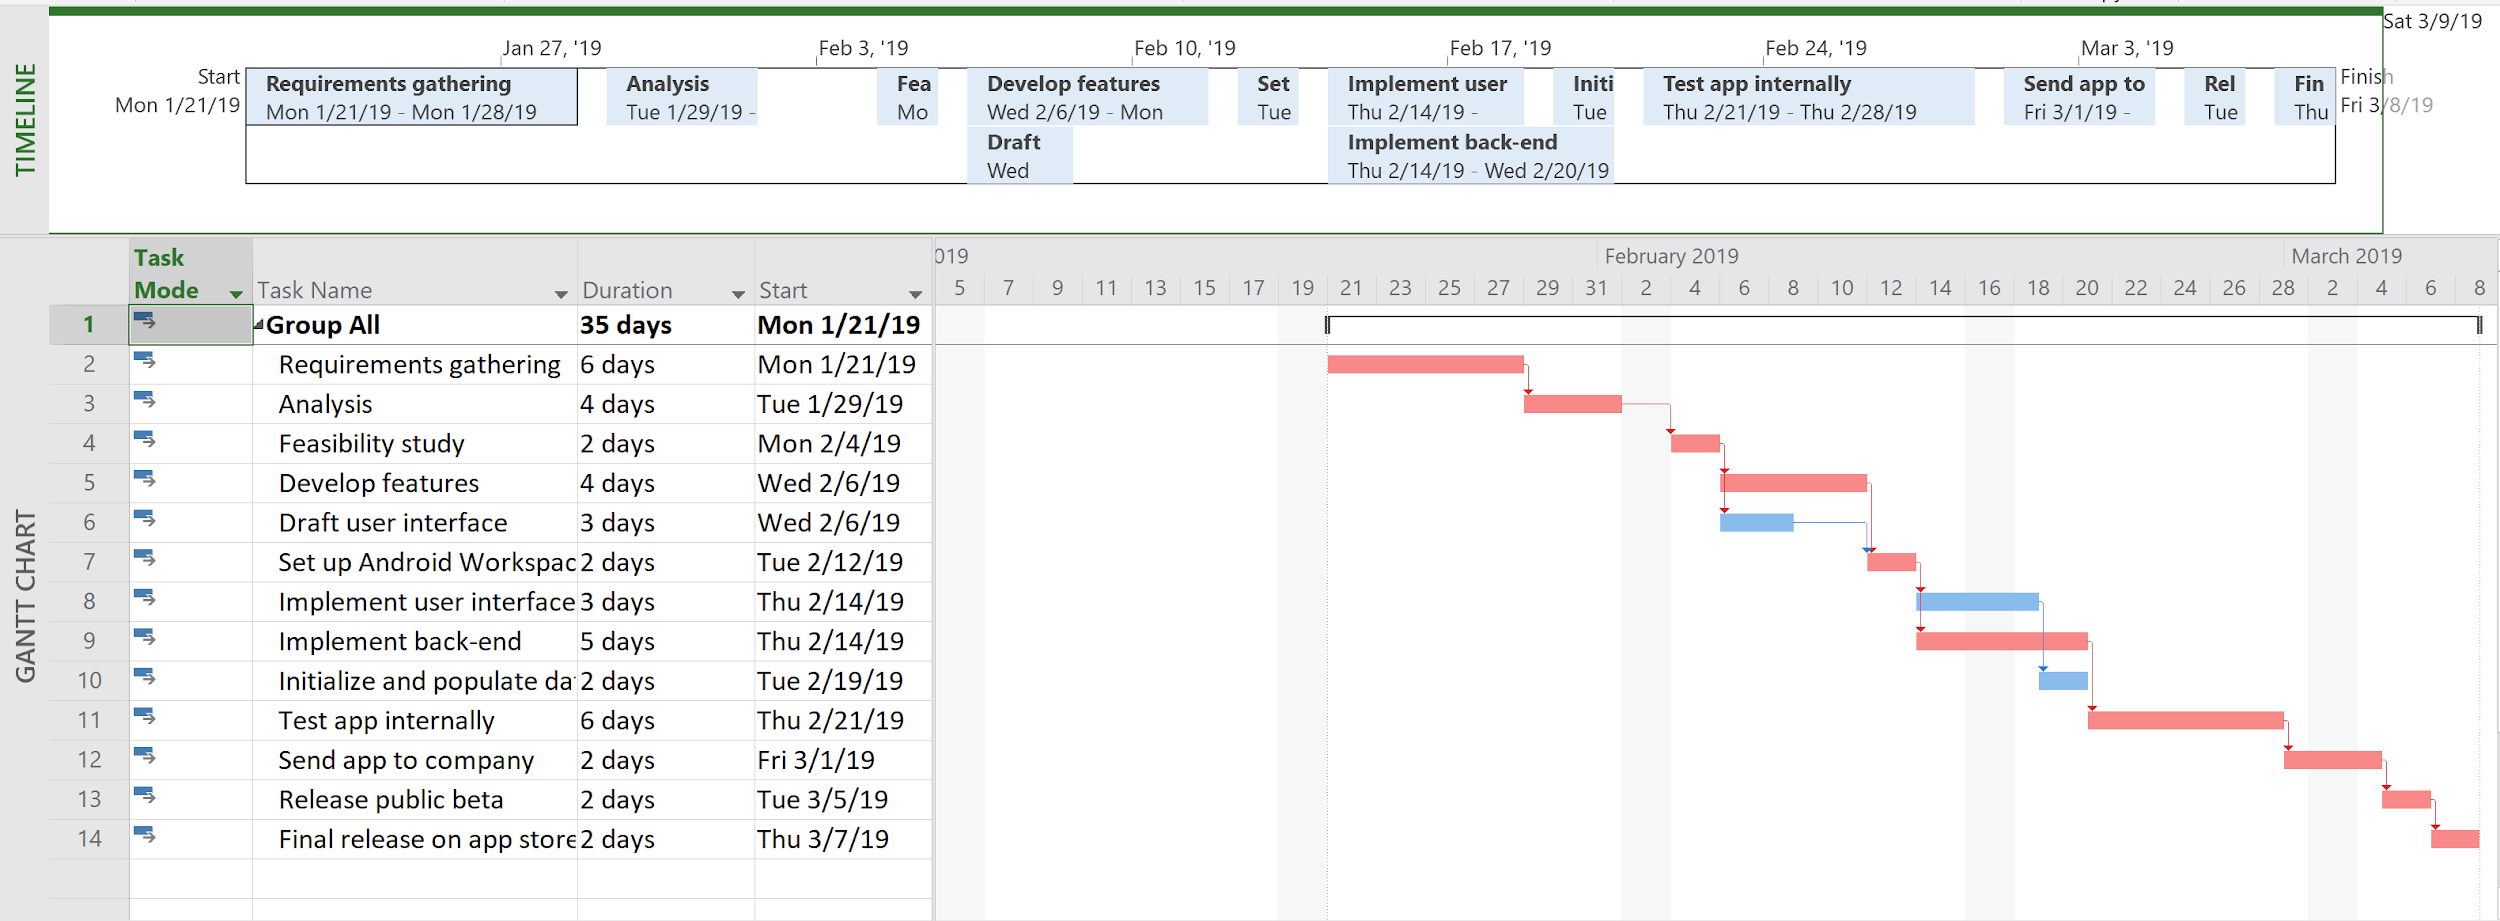 Sat 3/9/19
Jan 27, '19 Feb 3, '19 Feb 10, '19 Feb 17, '19 Feb 24, '19 Mar 3, '19
TIMELINE
Start
Mon 1/21/19
Requirements gathering
Mon 1/21/19 - Mon 1/28/19
Analysis
Tue 1/29/19 -
Fea
Mo
Develop features
Wed 2/6/19 - Mon
Set
Tue
Implement user
Thu 2/14/19 -
Initi
Tue
Test app internally
Thu 2/21/19 - Thu 2/28/19
Send app to
Fri 3/1/19 -
Rel
Tue
Fin
Thu
Finish
Fri 3/8/19
Draft
Wed
Implement back-end
Thu 2/14/19 - Wed 2/20/19
GANTT CHART
Task
Mode Task Name Duration Start
019 February 2019 March 2019
5 7 9 11 13 15 17 19 21 23 25 27 29 31 2 4 6 8 10 12 14 16 18 20 22 24 26 28 2 4 6 8
1 Group All 35 days Mon 1/21/19
2 Requirements gathering 6 days Mon 1/21/19
3 Analysis 4 days Tue 1/29/19
4 Feasibility study 2 days Mon 2/4/19
5 Develop features 4 days Wed 2/6/19
6 Draft user interface 3 days Wed 2/6/19
7 Set up Android Workspac 2 days Tue 2/12/19
8 Implement user interface 3 days Thu 2/14/19
9 Implement back-end 5 days Thu 2/14/19
10 Initialize and populate da 2 days Tue 2/19/19
11 Test app internally 6 days Thu 2/21/19
12 Send app to company 2 days Fri 3/1/19
13 Release public beta 2 days Tue 3/5/19
14 Final release on app store 2 days Thu 3/7/19